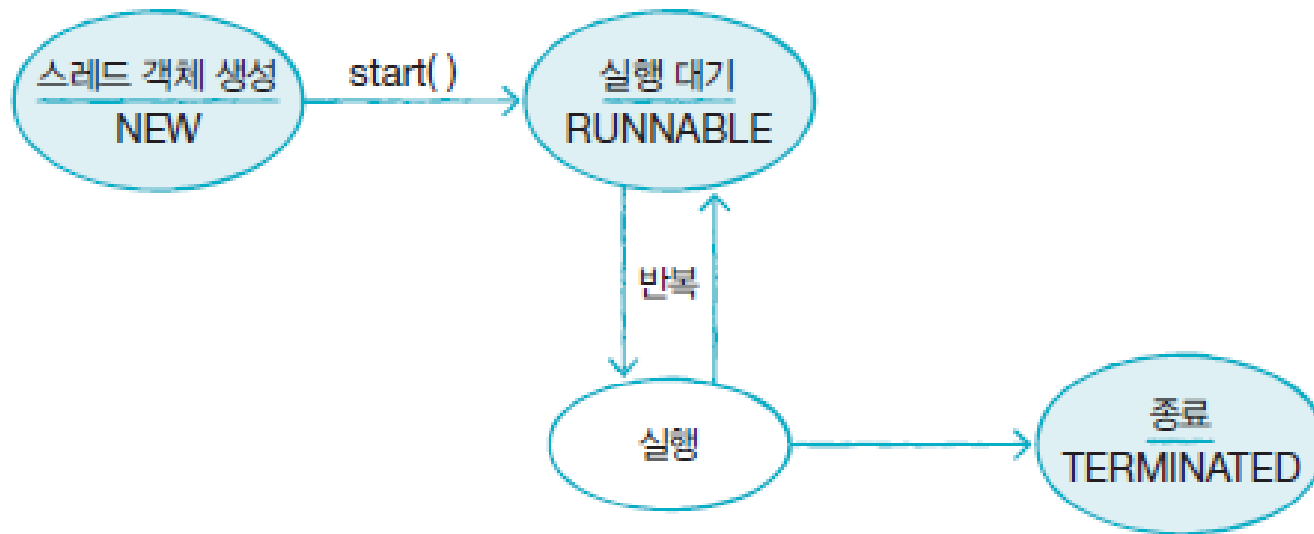 스레드 객체 생성
NEW
start( )
실행 대기
RUNNABLE
반복
실행
종료
TERMINATED